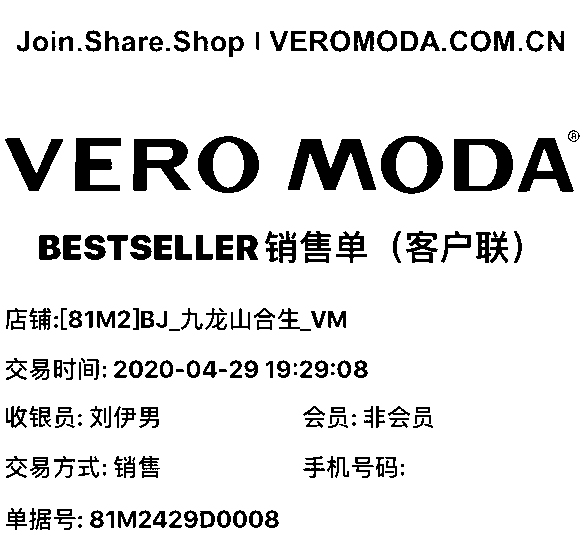 Join.Share.Shop | VEROMODA.COM.CN
VERO MODA®
BESTSELLER销售单（客户联）
店铺:[81M2]BJ_九龙山合生_VM
交易时间: 2020-04-29 19:29:08
收银员: 刘伊男 会员: 非会员
交易方式: 销售 手机号码:
单据号: 81M2429D0008